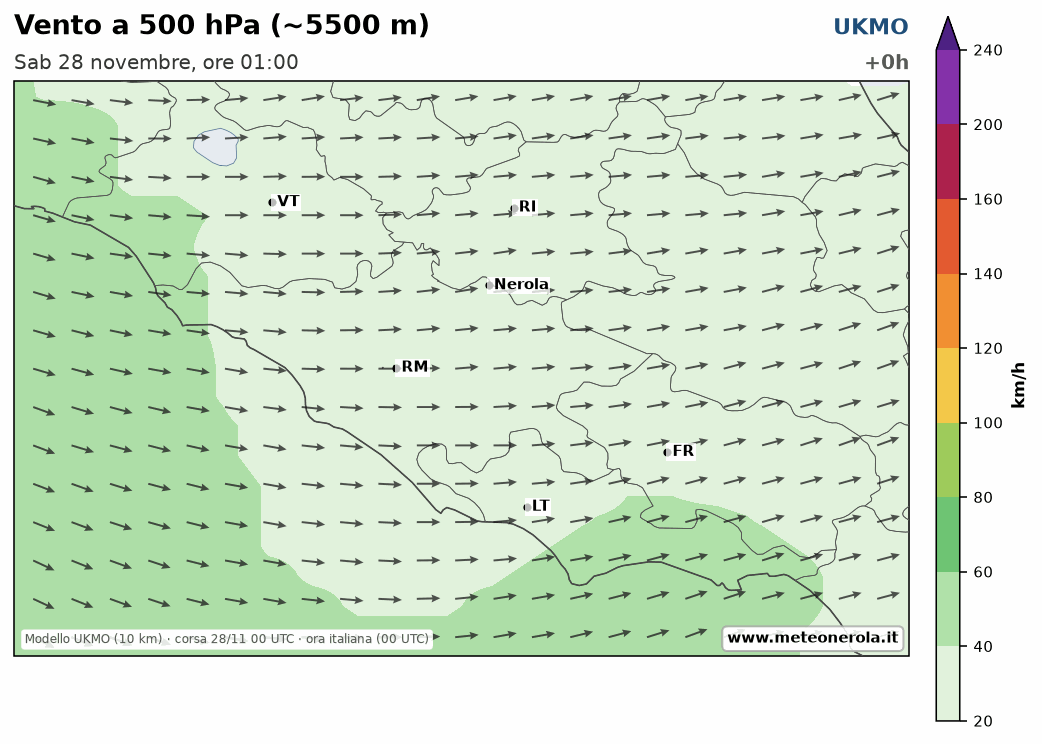 Vento a 500 hPa (~5500 m)
UKMO
Sab 28 novembre, ore 01:00
+0h
VT
RI
Nerola
RM
FR
LT
Modello UKMO (10 km) · corsa 28/11 00 UTC · ora italiana (00 UTC)
www.meteonerola.it
240
200
160
140
120
100
80
60
40
20
km/h